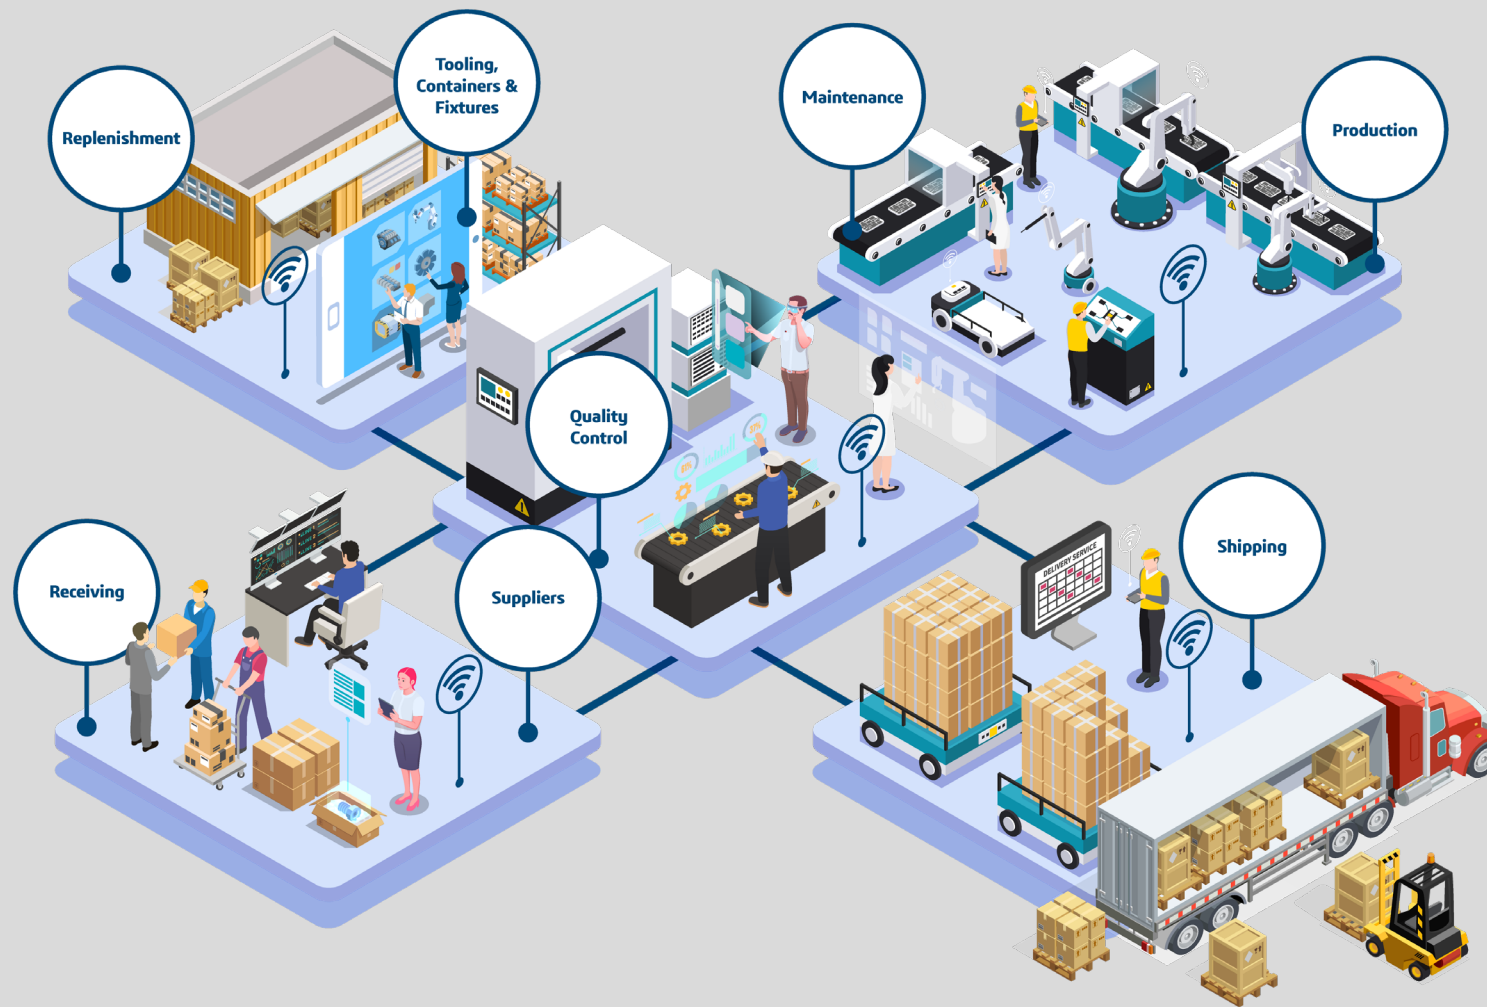 Tooling,
Containers &
Fixtures
Replenishment
Maintenance
Production
Quality
Control
Receiving
Suppliers
Shipping
DELIVERY SERVICE